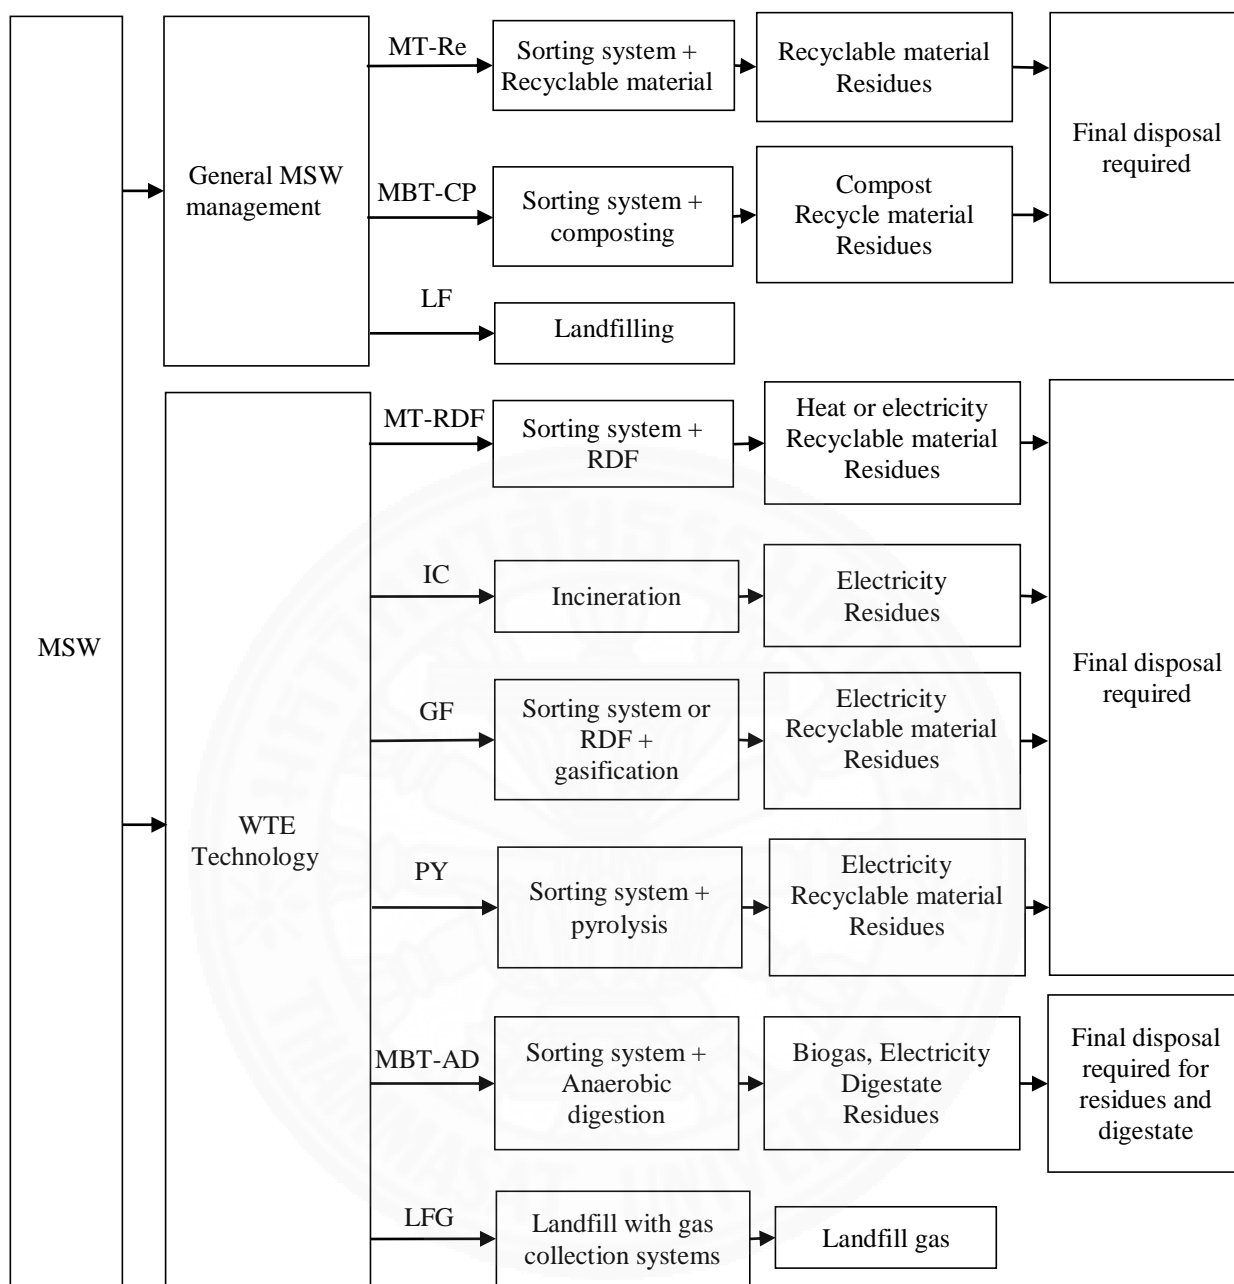 MSW
General MSW
management
MT-Re
Sorting system +
Recyclable material
Recyclable material
Residues
Final disposal
required
MBT-CP
Sorting system +
composting
Compost
Recycle material
Residues
LF
Landfilling
WTE
Technology
MT-RDF
Sorting system +
RDF
Heat or electricity
Recyclable material
Residues
Final disposal
required
IC
Incineration
Electricity
Residues
GF
Sorting system or
RDF +
gasification
Electricity
Recyclable material
Residues
PY
Sorting system +
pyrolysis
Electricity
Recyclable material
Residues
MBT-AD
Sorting system +
Anaerobic
digestion
Biogas, Electricity
Digestate
Residues
Final disposal
required for
residues and
digestate
LFG
Landfill with gas
collection systems
Landfill gas
THAMMASAT UNIVERSITY